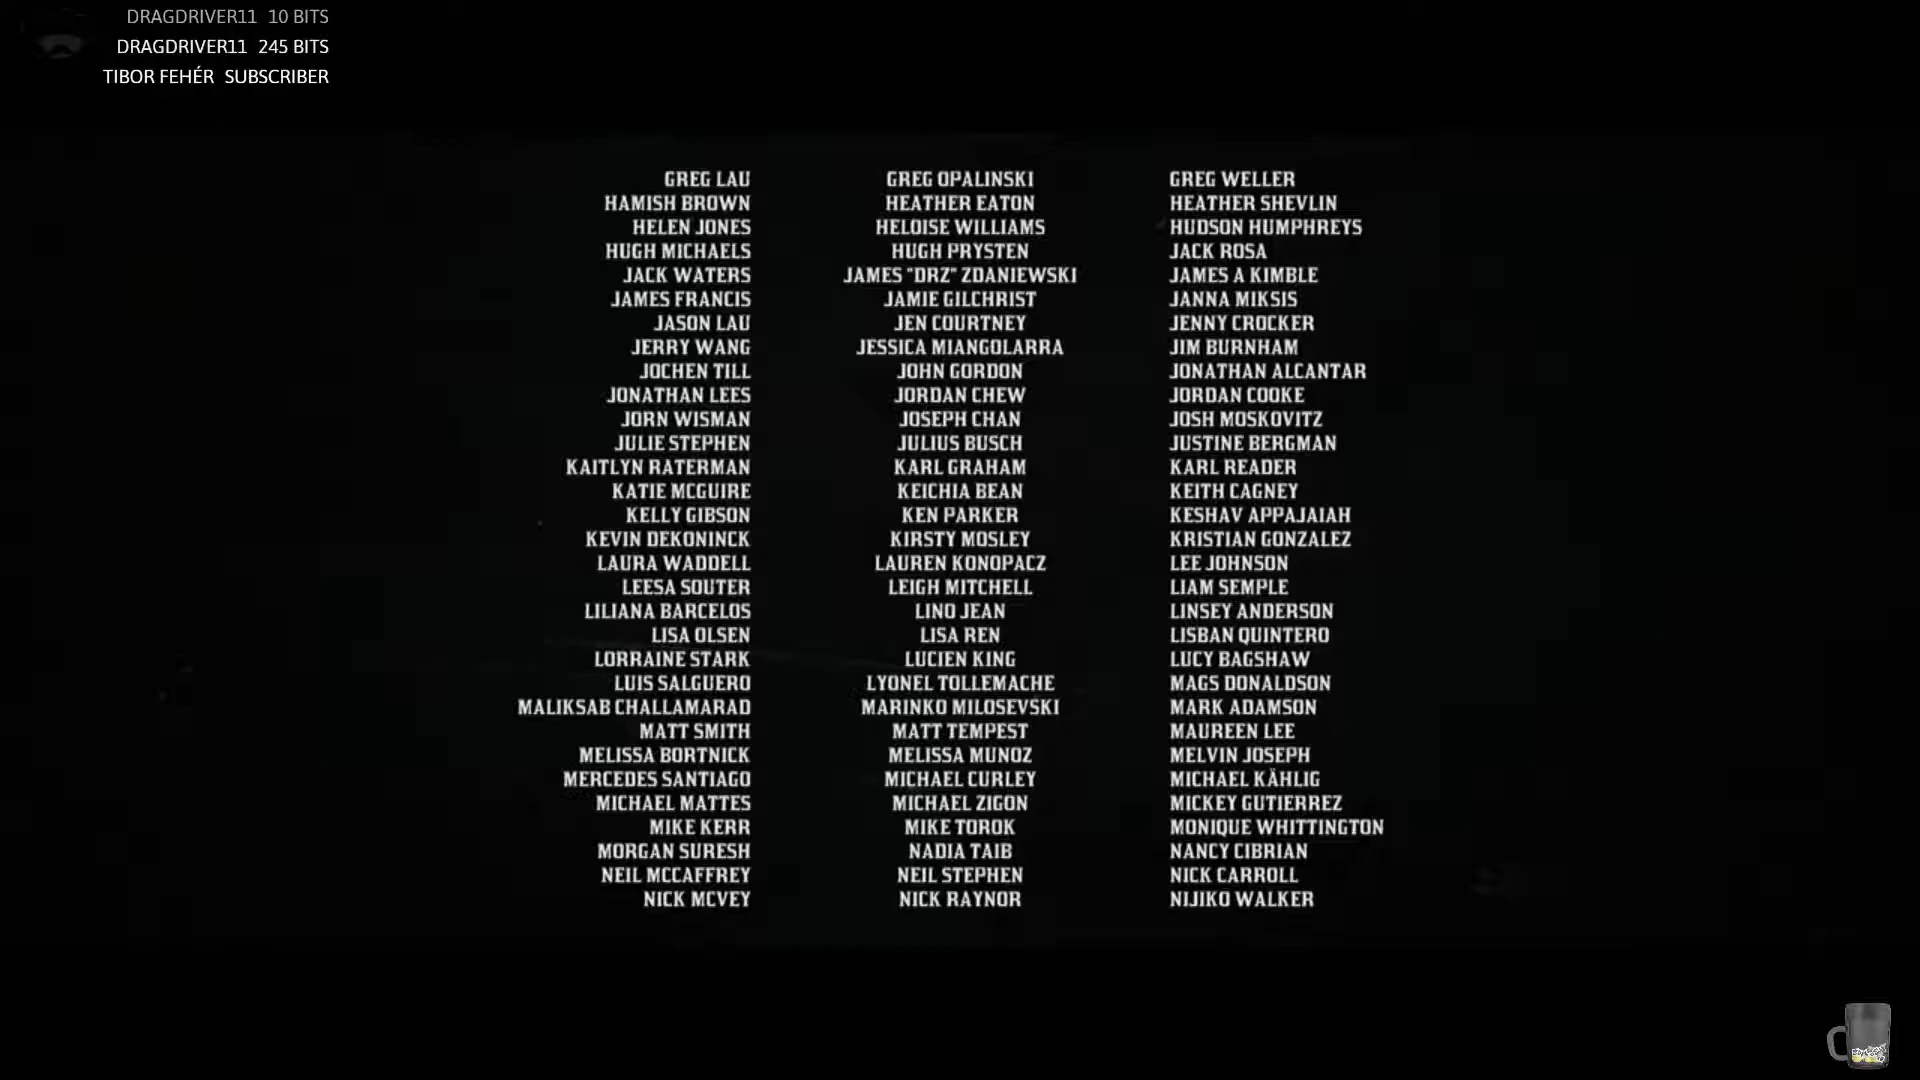 DRAGDRIVER11 10 BITS
DRAGDRIVER11 245 BITS
TIBOR FEHÉR SUBSCRIBER
GREG LAU GREG OPALINSKI GREG WELLER
HAMISH BROWN HEATHER EATON HEATHER SHEVLIN
HELEN JONES HELOISE WILLIAMS HUDSON HUMPHREYS
HUGH MICHAELS HUGH PRYSTEN JACK ROSA
JACK WATERS JAMES "DRZ" ZDANIEWSKI JAMES A KIMBLE
JAMES FRANCIS JAMIE GILCHRIST JANNA MIKSIS
JASON LAU JEN COURTNEY JENNY CROCKER
JERRY WANG JESSICA MIANGOLARRA JIM BURNHAM
JOCHEN TILL JOHN GORDON JONATHAN ALCANTAR
JONATHAN LEES JORDAN CHEW JORDAN COOKE
JORN WISMAN JOSEPH CHAN JOSH MOSKOVITZ
JULIE STEPHEN JULIUS BUSCH JUSTINE BERGMAN
KAITLYN RATERMAN KARL GRAHAM KARL READER
KATIE MCGUIRE KEICHIA BEAN KEITH CAGNEY
KELLY GIBSON KEN PARKER KESHAV APPAJAIAH
KEVIN DEKONINCK KIRSTY MOSLEY KRISTIAN GONZALEZ
LAURA WADDELL LAUREN KONOPACZ LEE JOHNSON
LEESA SOUTER LEIGH MITCHELL LIAM SEMPLE
LILIANA BARCELOS LINO JEAN LINSEY ANDERSON
LISA OLSEN LISA REN LISBAN QUINTERO
LORRAINE STARK LUCIEN KING LUCY BAGSHAW
LUIS SALGUERO LYONEL TOLLEMACHE MAGS DONALDSON
MALIKSAB CHALLAMARAD MARINKO MILOSEVSKI MARK ADAMSON
MATT SMITH MATT TEMPEST MAUREEN LEE
MELISSA BORTNICK MELISSA MUNOZ MELVIN JOSEPH
MERCEDES SANTIAGO MICHAEL CURLEY MICHAEL KÄHLIG
MICHAEL MATTES MICHAEL ZIGON MICKEY GUTIERREZ
MIKE KERR MIKE TOROK MONIQUE WHITTINGTON
MORGAN SURESH NADIA TAIB NANCY CIBRIAN
NEIL MCCAFFREY NEIL STEPHEN NICK CARROLL
NICK MCVEY NICK RAYNOR NIJIKO WALKER